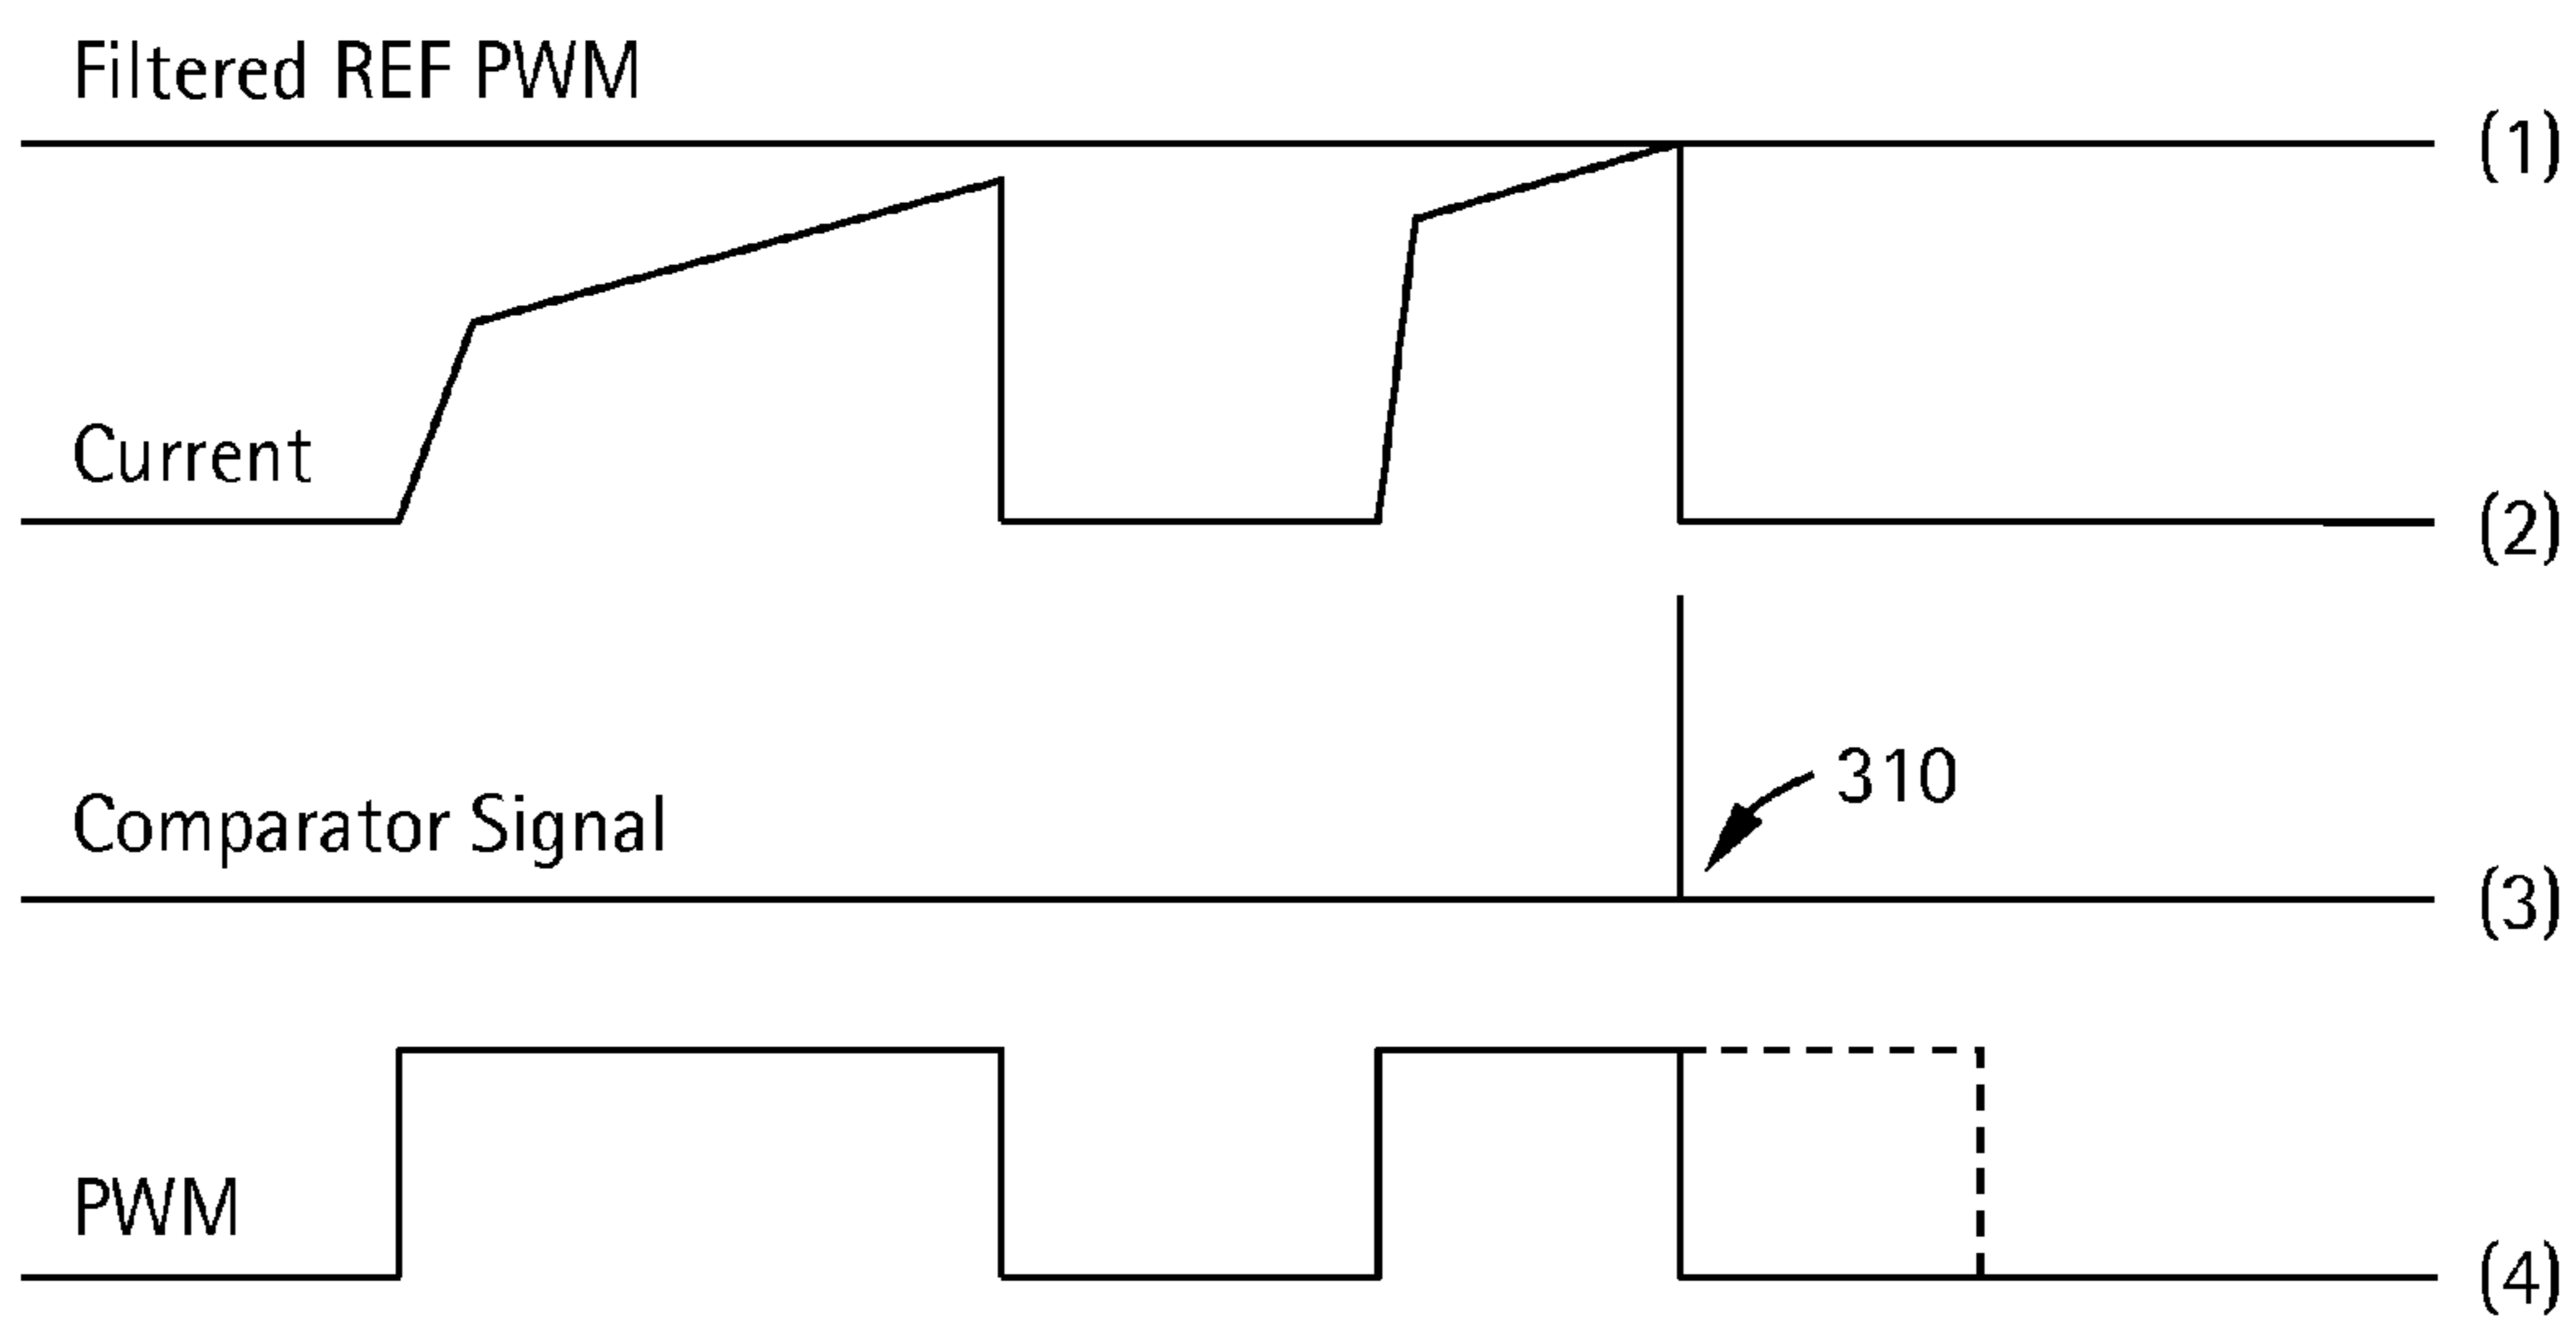 Filtered REF PWM
(1)
Current
(2)
310
Comparator Signal
(3)
PWM
(4)